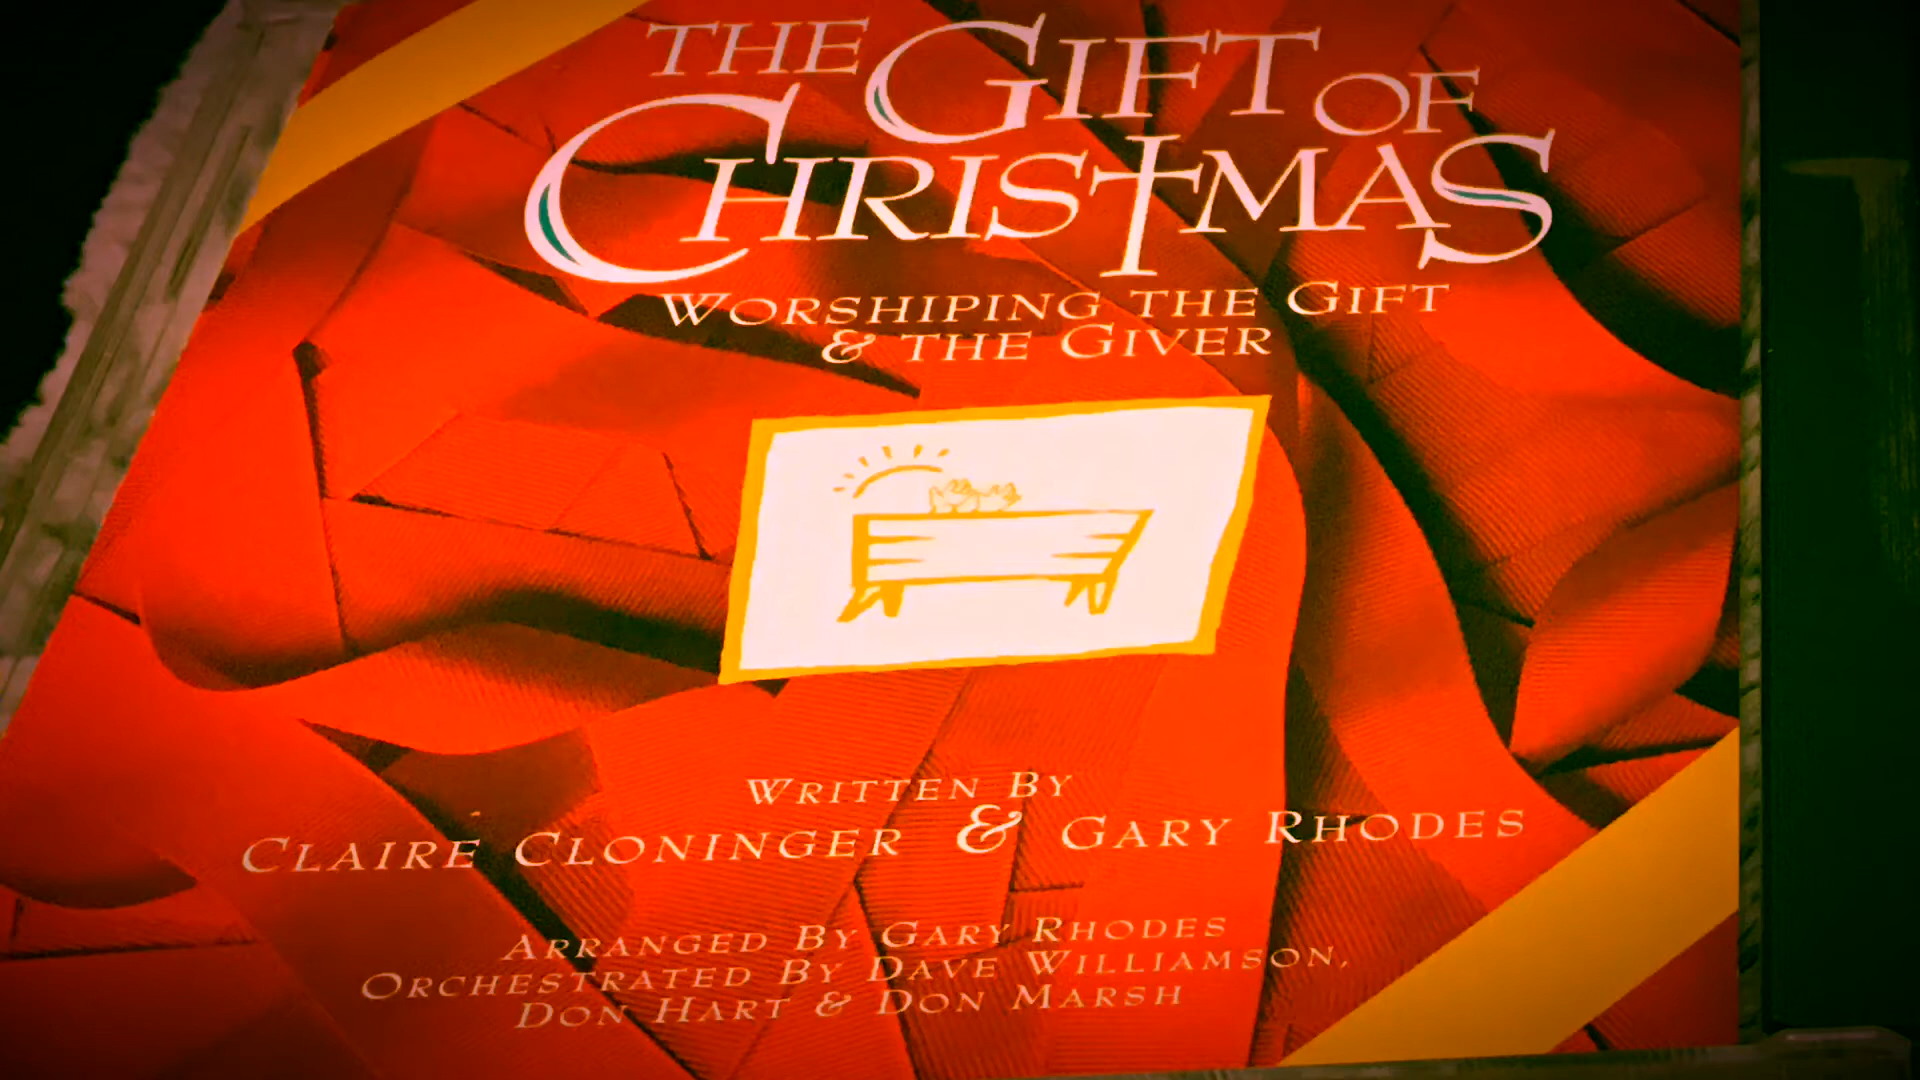 THE GIFT OF
CHRISTMAS
WORSHIPING THE GIFT
& THE GIVER
WRITTEN BY
CLAIRE CLONINGER & GARY RHODES
ARRANGED BY GARY RHODES
ORCHESTRATED BY DAVE WILLIAMSON,
DON HART & DON MARSH